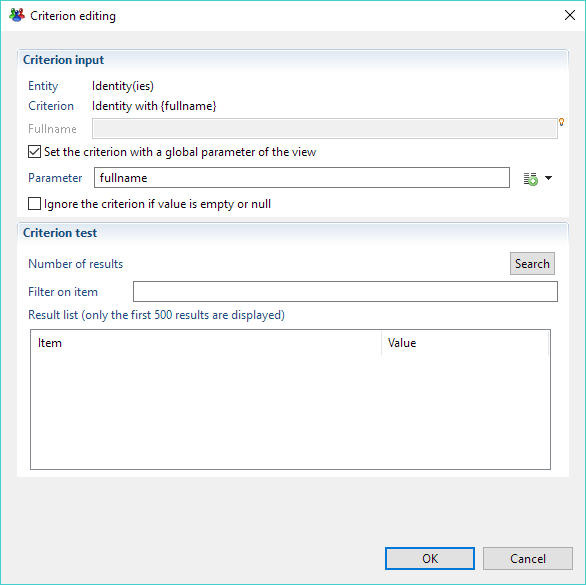 Criterion editing
Criterion input
Entity Identity(ies)
Criterion Identity with {fullname}
Fullname
Set the criterion with a global parameter of the view
Parameter fullname
Ignore the criterion if value is empty or null
Criterion test
Number of results Search
Filter on item
Result list (only the first 500 results are displayed)
Item Value
OK Cancel